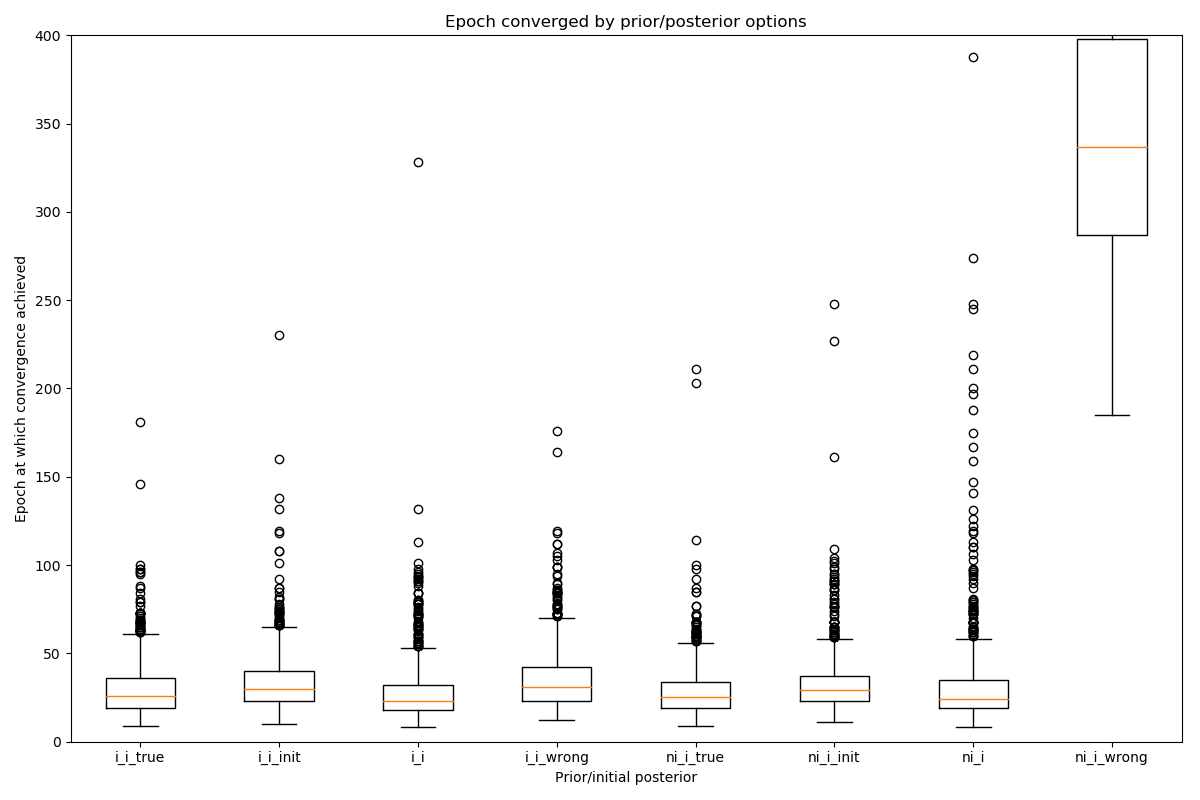 Epoch converged by prior/posterior options
Epoch at which convergence achieved
400
350
300
250
200
150
100
50
0
i_i_true
i_i_init
i_i
i_i_wrong
ni_i_true
ni_i_init
ni_i
ni_i_wrong
Prior/initial posterior